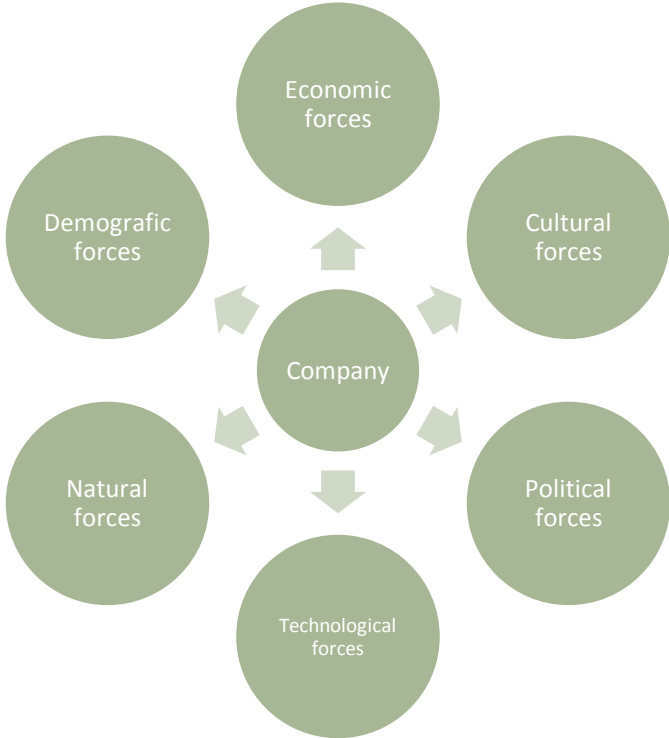 Economic
forces
Demografic
forces
Cultural
forces
Company
Natural
forces
Political
forces
Technological
forces